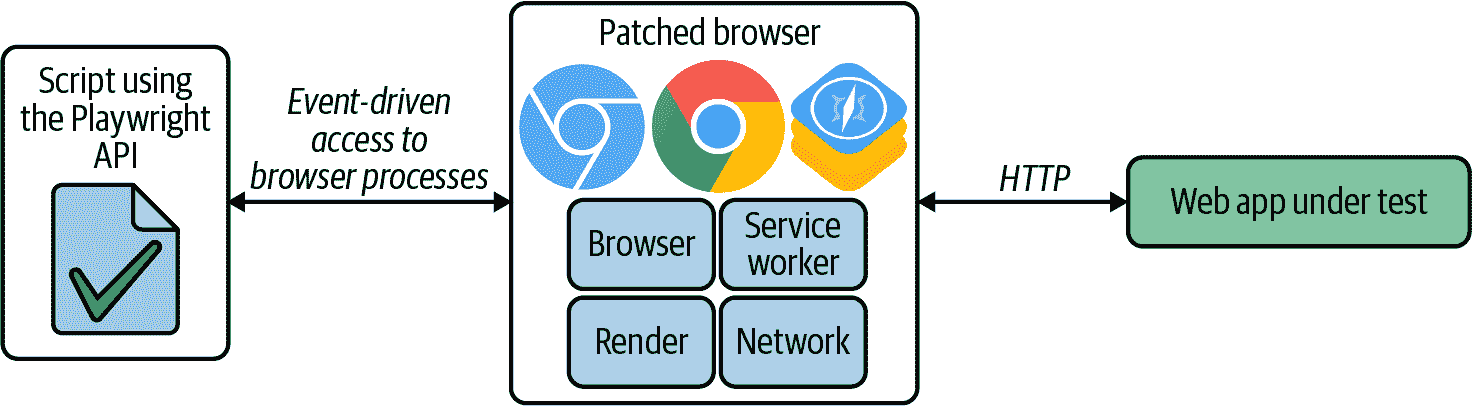 Script using
the Playwright
API
Event-driven
access to
browser processes
Patched browser
Browser
Service
worker
Render
Network
HTTP
Web app under test